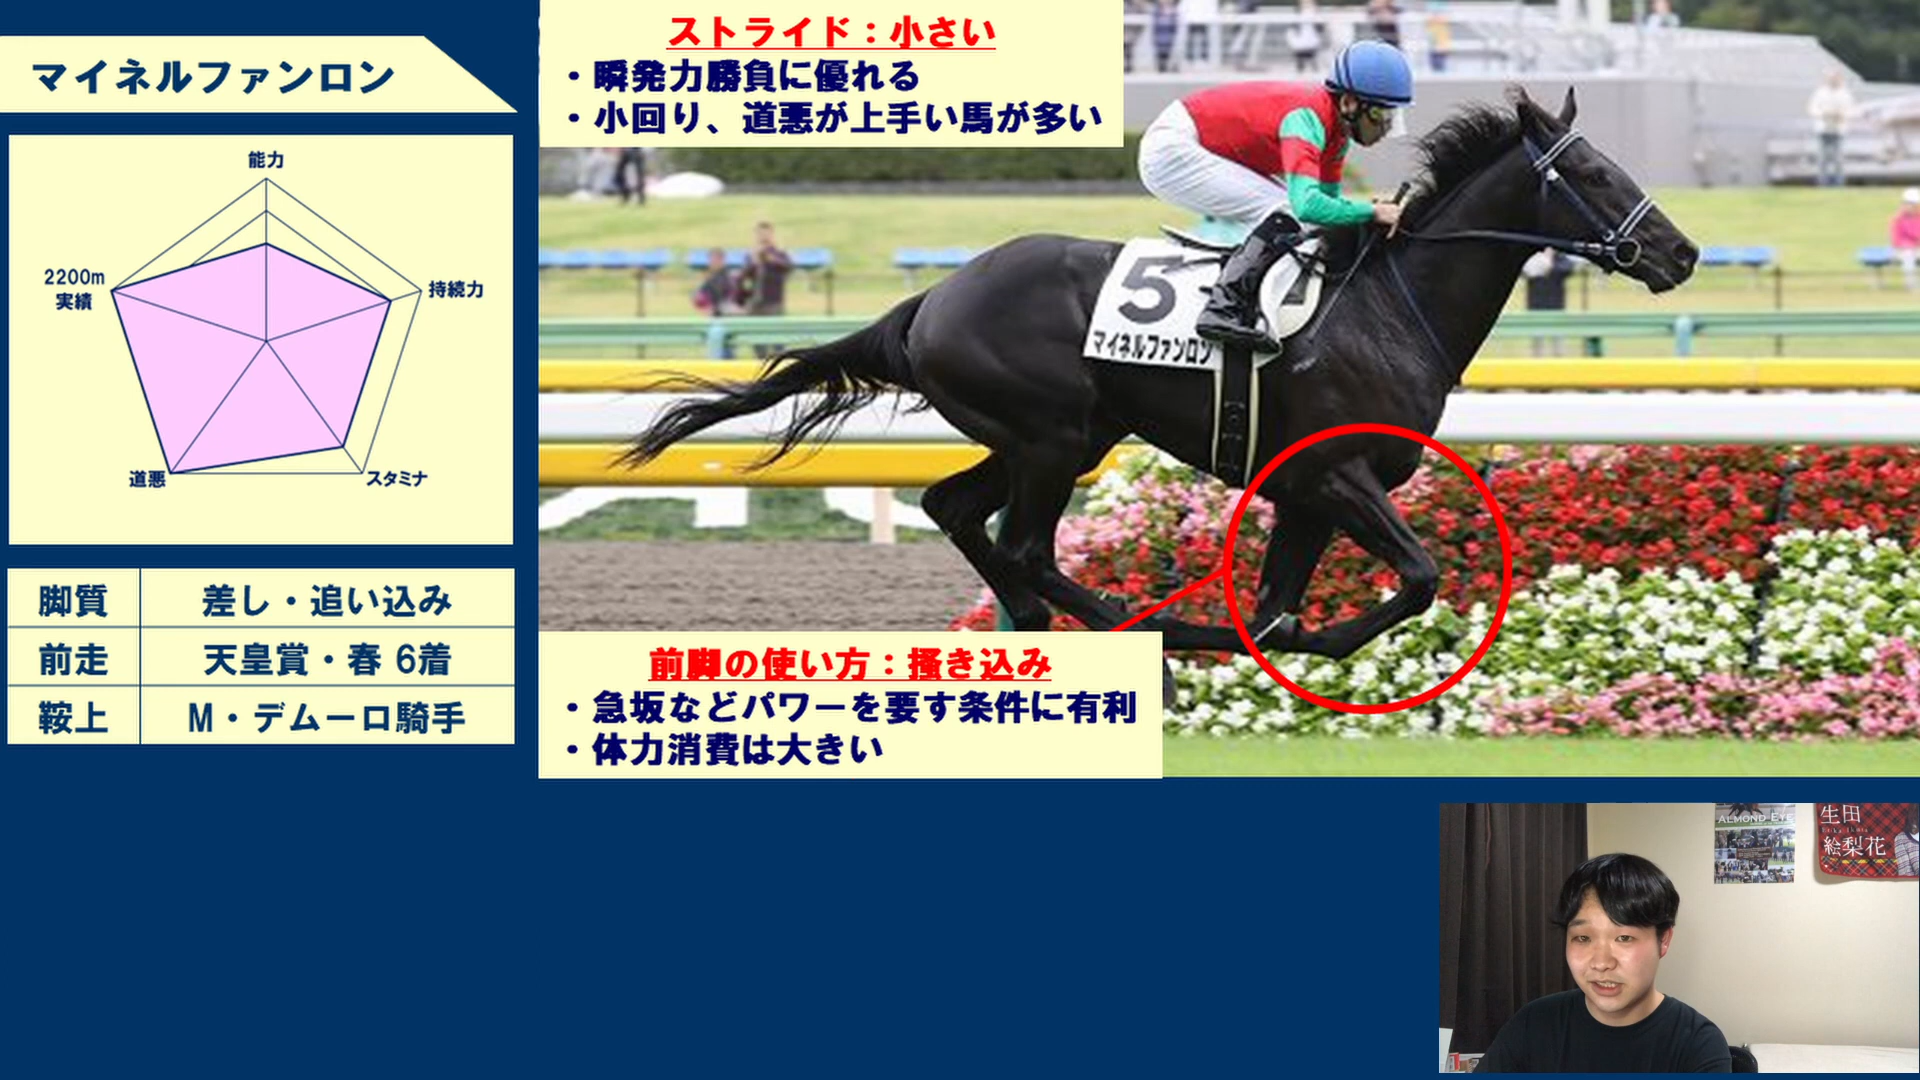 マイネルファンロン
能力
持続力
スタミナ
道悪
2200m
実績
脚質 差し・追い込み
前走 天皇賞・春 6着
鞍上 M・デムーロ騎手
ストライド：小さい
・瞬発力勝負に優れる
・小回り、道悪が上手い馬が多い
5
マイネルファンロン
前脚の使い方：掻き込み
・急坂などパワーを要す条件に有利
・体力消費は大きい
ALMOND EYE
生田
絵梨花